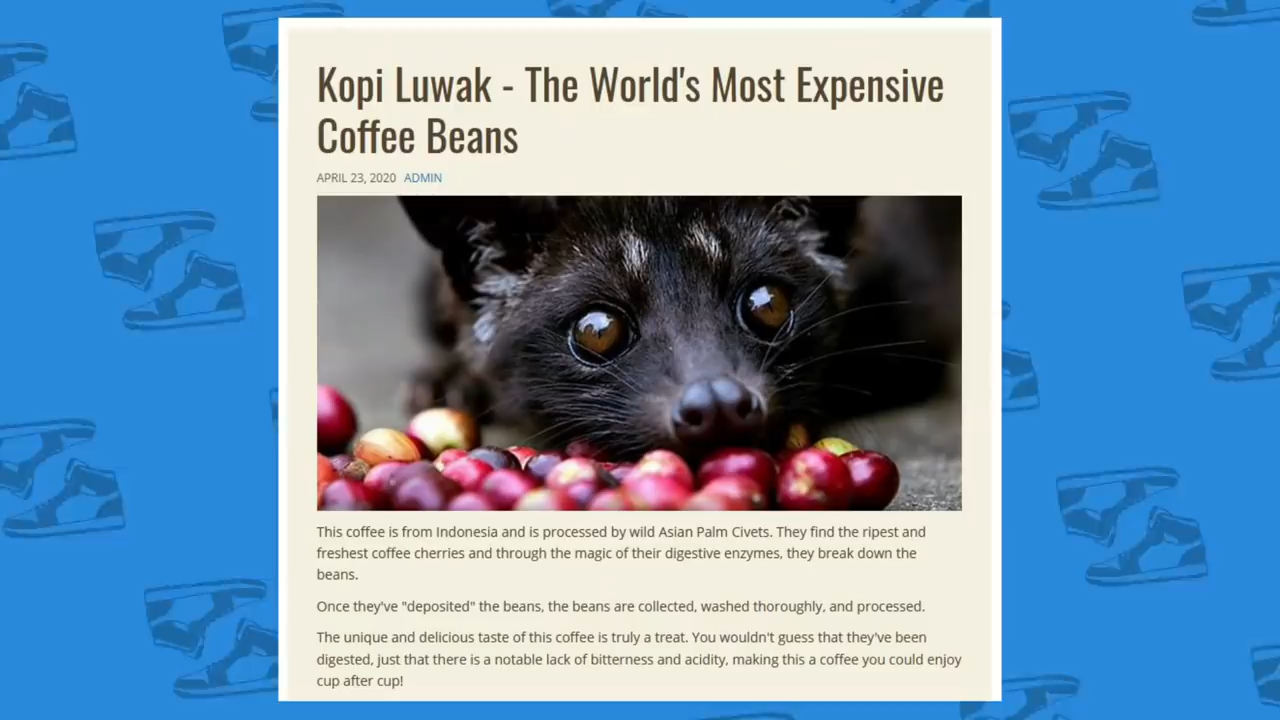 Kopi Luwak - The World's Most Expensive
Coffee Beans
APRIL 23, 2020 ADMIN
This coffee is from Indonesia and is processed by wild Asian Palm Civets. They find the ripest and
freshest coffee cherries and through the magic of their digestive enzymes, they break down the
beans.
Once they've "deposited" the beans, the beans are collected, washed thoroughly, and processed.
The unique and delicious taste of this coffee is truly a treat. You wouldn't guess that they've been
digested, just that there is a notable lack of bitterness and acidity, making this a coffee you could enjoy
cup after cup!